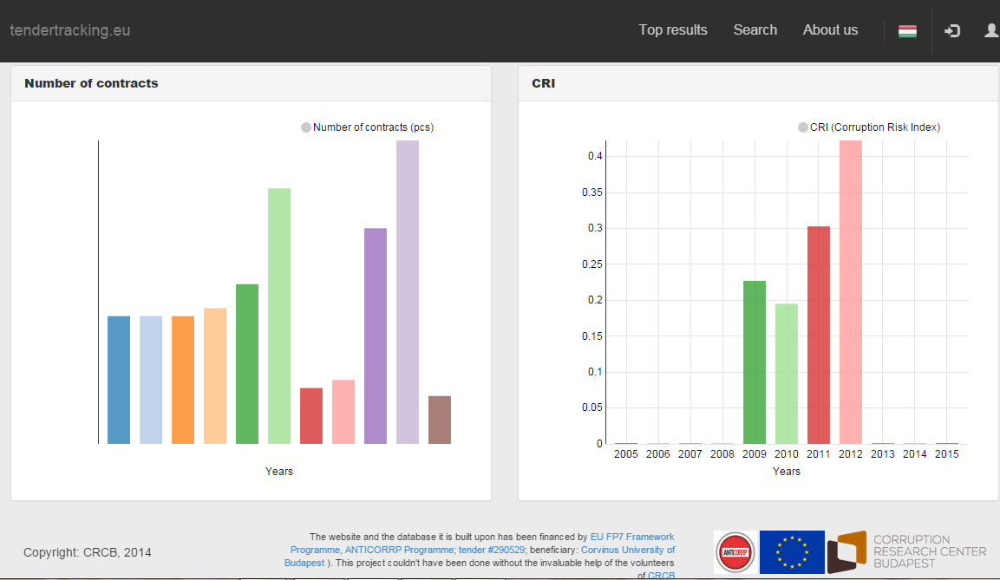 tendertracking.eu
Top results
Search
About us
Number of contracts
Number of contracts (pcs)
Years
CRI
CRI (Corruption Risk Index)
0.4
0.35
0.3
0.25
0.2
0.15
0.1
0.05
0
2005 2006 2007 2008 2009 2010 2011 2012 2013 2014 2015
Years
Copyright: CRCB, 2014
The website and the database it is built upon has been financed by EU FP7 Framework
Programme, ANTICORRP Programme; tender #290529; beneficiary: Corvinus University of
Budapest ). This project couldn't have been done without the invaluable help of the volunteers
of CRCB
ANTICORRP
CORRUPTION
RESEARCH CENTER
BUDAPEST